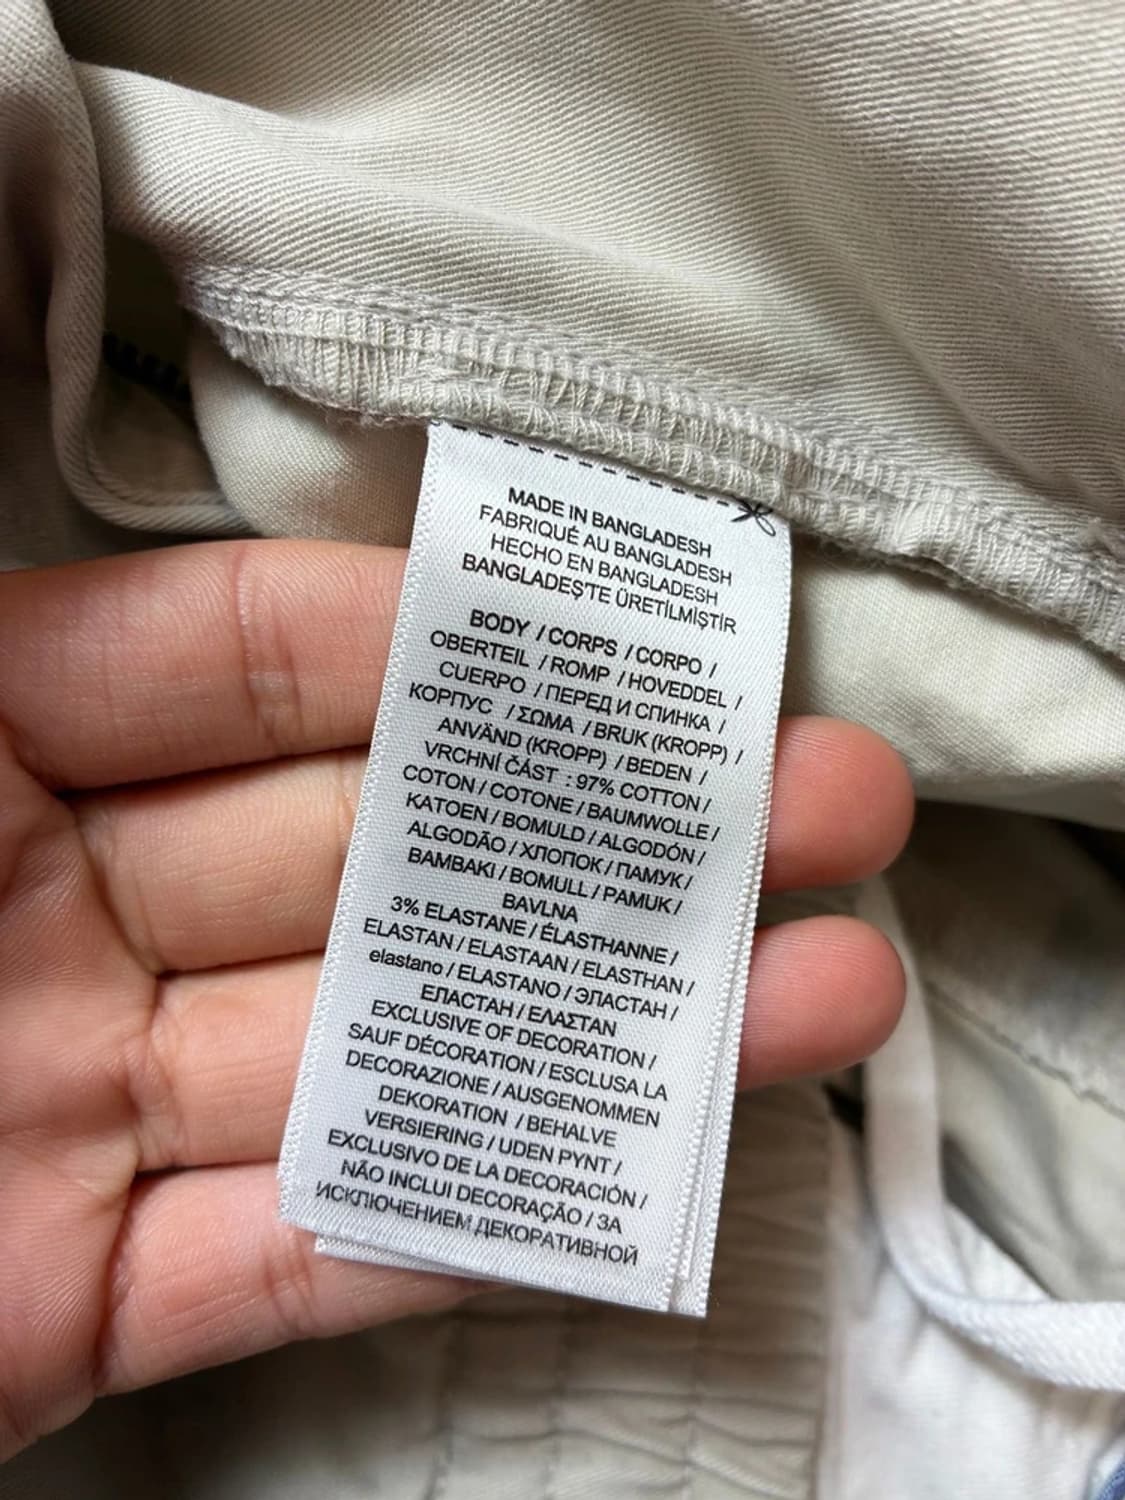 MADE IN BANGLADESH
FABRIQUÉ AU BANGLADESH
HECHO EN BANGLADESH
BANGLADEŞ'TE ÜRETİLMİŞTİR
BODY / CORPS / CORPO /
OBERTEIL / ROMP / HOVEDDEL /
CUERPO / ПЕРЕД И СПИНКА /
КОРПУС / ΣΩΜΑ / BRUK (KROPP) /
ANVÄND (KROPP) / BEDEN /
VRCHNÍ ČÁST : 97% COTTON /
COTON / COTONE / BAUMWOLLE /
KATOEN / BOMULD / ALGODÓN /
ALGODÃO / ХЛОПОК / ПАМУК /
BAMBAKI / BOMULL / PAMUK /
BAVLNA
3% ELASTANE / ÉLASTHANNE /
ELASTAN / ELASTAAN / ELASTHAN /
elastano / ELASTANO / ЭЛАСТАН /
ЕЛАСТАН / ΕΛΑΣΤΑΝ
EXCLUSIVE OF DECORATION /
SAUF DÉCORATION / ESCLUSA LA
DECORAZIONE / AUSGENOMMEN
DEKORATION / BEHALVE
VERSIERING / UDEN PYNT /
EXCLUSIVO DE LA DECORACIÓN /
NÃO INCLUI DECORAÇÃO / ЗА
ИСКЛЮЧЕНИЕМ ДЕКОРАТИВНОЙ